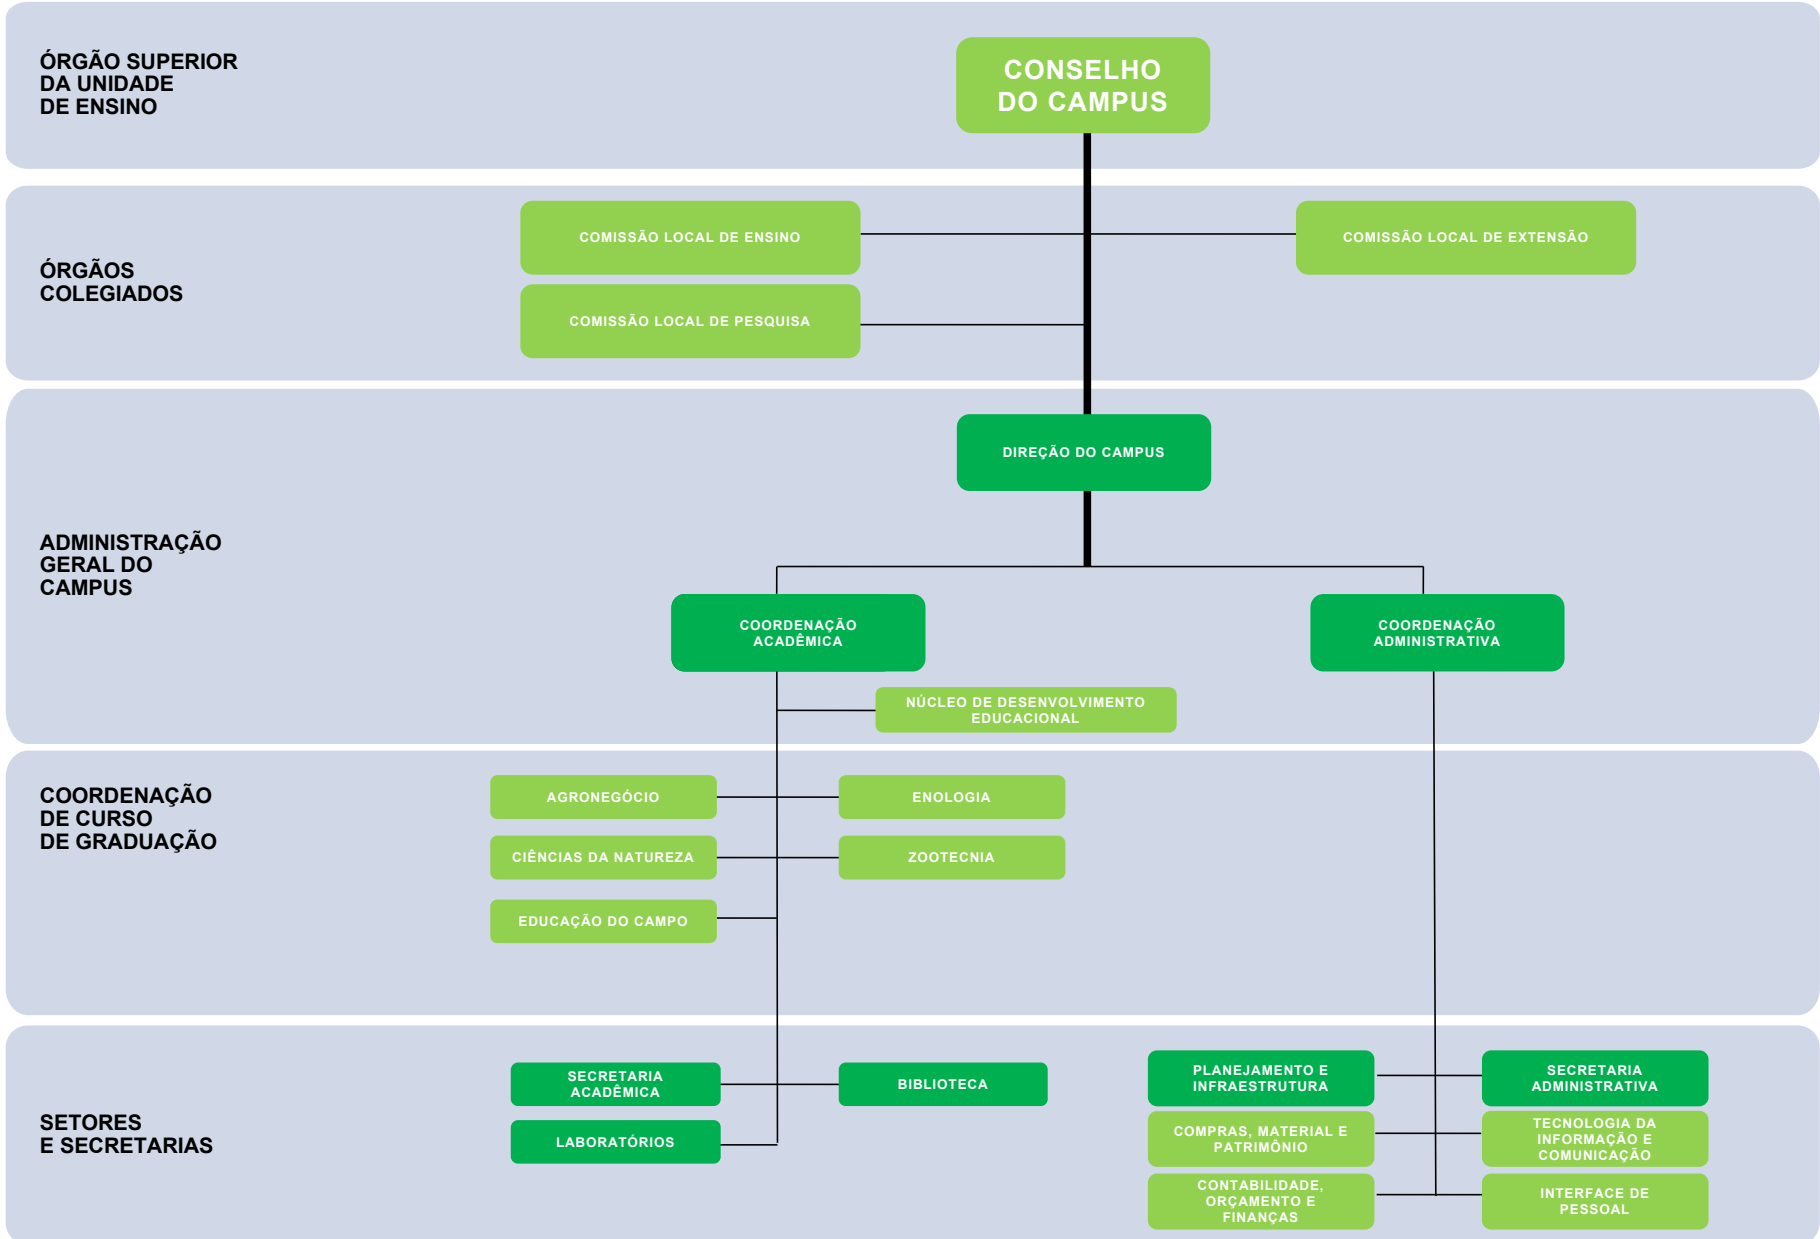 ÓRGÃO SUPERIOR
DA UNIDADE
DE ENSINO
CONSELHO
DO CAMPUS
ÓRGÃOS
COLEGIADOS
COMISSÃO LOCAL DE ENSINO
COMISSÃO LOCAL DE EXTENSÃO
COMISSÃO LOCAL DE PESQUISA
ADMINISTRAÇÃO
GERAL DO
CAMPUS
DIREÇÃO DO CAMPUS
COORDENAÇÃO
ACADÊMICA
COORDENAÇÃO
ADMINISTRATIVA
NÚCLEO DE DESENVOLVIMENTO
EDUCACIONAL
COORDENAÇÃO
DE CURSO
DE GRADUAÇÃO
AGRONEGÓCIO
ENOLOGIA
CIÊNCIAS DA NATUREZA
ZOOTECNIA
EDUCAÇÃO DO CAMPO
SETORES
E SECRETARIAS
SECRETARIA
ACADÊMICA
BIBLIOTECA
LABORATÓRIOS
PLANEJAMENTO E
INFRAESTRUTURA
SECRETARIA
ADMINISTRATIVA
COMPRAS, MATERIAL E
PATRIMÔNIO
TECNOLOGIA DA
INFORMAÇÃO E
COMUNICAÇÃO
CONTABILIDADE,
ORÇAMENTO E
FINANÇAS
INTERFACE DE
PESSOAL